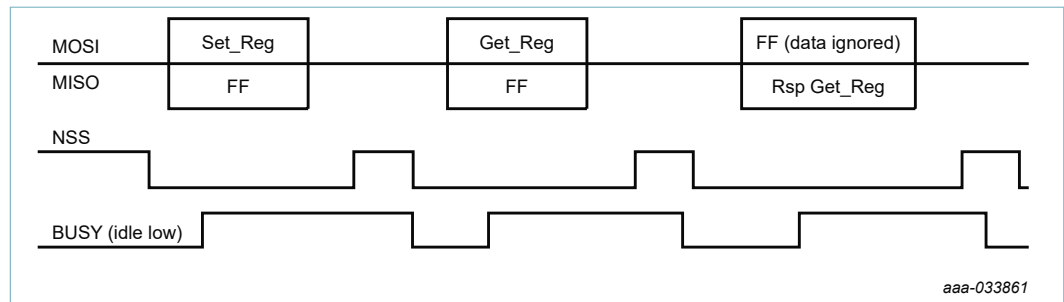 MOSI Set_Reg Get_Reg FF (data ignored)
MISO FF FF Rsp Get_Reg
NSS
BUSY (idle low)
aaa-033861